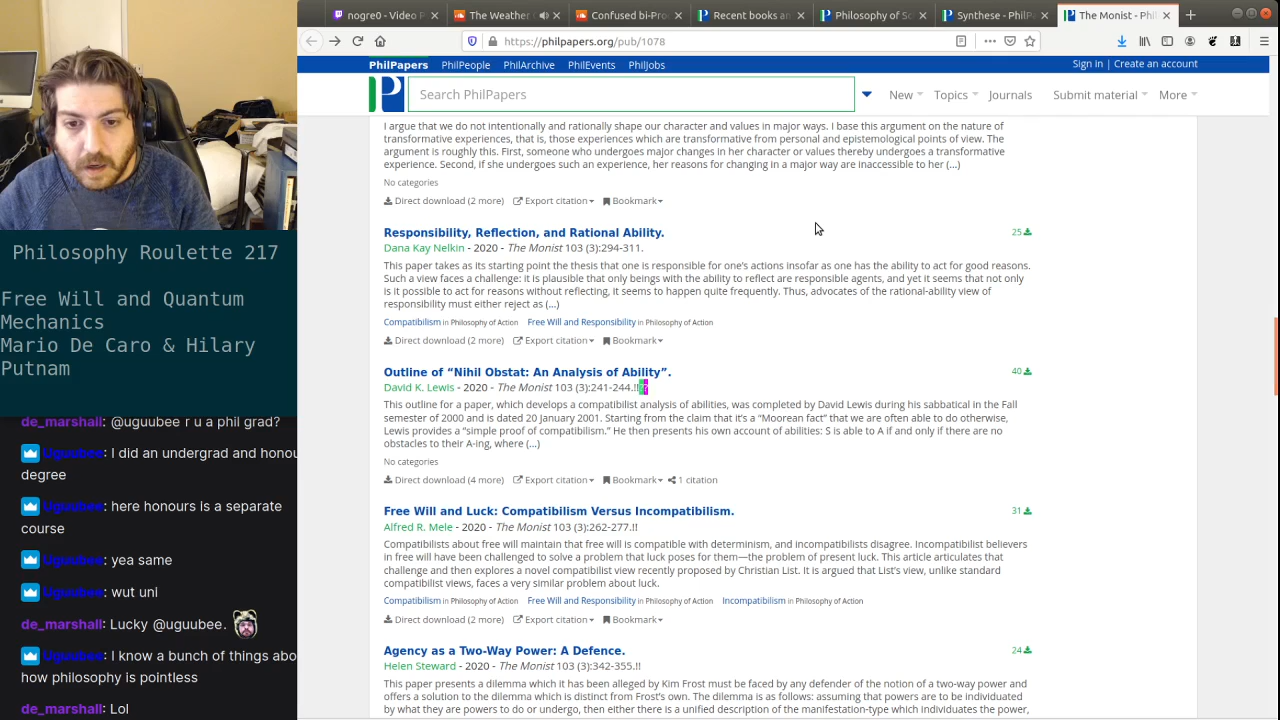 nogre0 - Video P
The Weather
Confused bi-Pro
Recent books an
Philosophy of Sc
Synthese - PhilP
The Monist - Phil
https://philpapers.org/pub/1078
PhilPapers PhilPeople PhilArchive PhilEvents PhilJobs
Sign in | Create an account
Search PhilPapers
New Topics Journals Submit material More
I argue that we do not intentionally and rationally shape our character and values in major ways. I base this argument on the nature of
transformative experiences, that is, those experiences which are transformative from personal and epistemological points of view. The
argument is roughly this. First, someone who undergoes major changes in her character or values thereby undergoes a transformative
experience. Second, if she undergoes such an experience, her reasons for changing in a major way are inaccessible to her (...)
No categories
Direct download (2 more) Export citation Bookmark
Responsibility, Reflection, and Rational Ability.
25
Dana Kay Nelkin - 2020 - The Monist 103 (3):294-311.
This paper takes as its starting point the thesis that one is responsible for one's actions insofar as one has the ability to act for good reasons.
Such a view faces a challenge: it is plausible that only beings with the ability to reflect are responsible agents, and yet it seems that not only
is it possible to act for reasons without reflecting, it seems to happen quite frequently. Thus, advocates of the rational-ability view of
responsibility must either reject as (...)
Compatibilism in Philosophy of Action Free Will and Responsibility in Philosophy of Action
Direct download (2 more) Export citation Bookmark
Outline of “Nihil Obstat: An Analysis of Ability”.
40
David K. Lewis - 2020 - The Monist 103 (3):241-244.!!
This outline for a paper, which develops a compatibilist analysis of abilities, was completed by David Lewis during his sabbatical in the Fall
semester of 2000 and is dated 20 January 2001. Starting from the claim that it's a “Moorean fact” that we are often able to do otherwise,
Lewis provides a “simple proof of compatibilism.” He then presents his own account of abilities: S is able to A if and only if there are no
obstacles to their A-ing, where (...)
No categories
Direct download (4 more) Export citation Bookmark 1 citation
Free Will and Luck: Compatibilism Versus Incompatibilism.
31
Alfred R. Mele - 2020 - The Monist 103 (3):262-277.!!
Compatibilists about free will maintain that free will is compatible with determinism, and incompatibilists disagree. Incompatibilist believers
in free will have been challenged to solve a problem that luck poses for them—the problem of present luck. This article articulates that
challenge and then explores a novel compatibilist view recently proposed by Christian List. It is argued that List's view, unlike standard
compatibilist views, faces a very similar problem about luck.
Compatibilism in Philosophy of Action Free Will and Responsibility in Philosophy of Action Incompatibilism in Philosophy of Action
Direct download (2 more) Export citation Bookmark
Agency as a Two-Way Power: A Defence.
24
Helen Steward - 2020 - The Monist 103 (3):342-355.!!
This paper presents a dilemma which it has been alleged by Kim Frost must be faced by any defender of the notion of a two-way power and
offers a solution to the dilemma which is distinct from Frost's own. The dilemma is as follows: assuming that powers are to be individuated
by what they are powers to do or undergo, then either there is a unified description of the manifestation-type which individuates the power,
Philosophy Roulette 217
Free Will and Quantum
Mechanics
Mario De Caro & Hilary
Putnam
de_marshall: @uguubee r u a phil grad?
Uguubee: I did an undergrad and honou
degree
Uguubee: here honours is a separate
course
Uguubee: yea same
Uguubee: wut uni
de_marshall: Lucky @uguubee.
Uguubee: I know a bunch of things abo
how philosophy is pointless
de_marshall: Lol